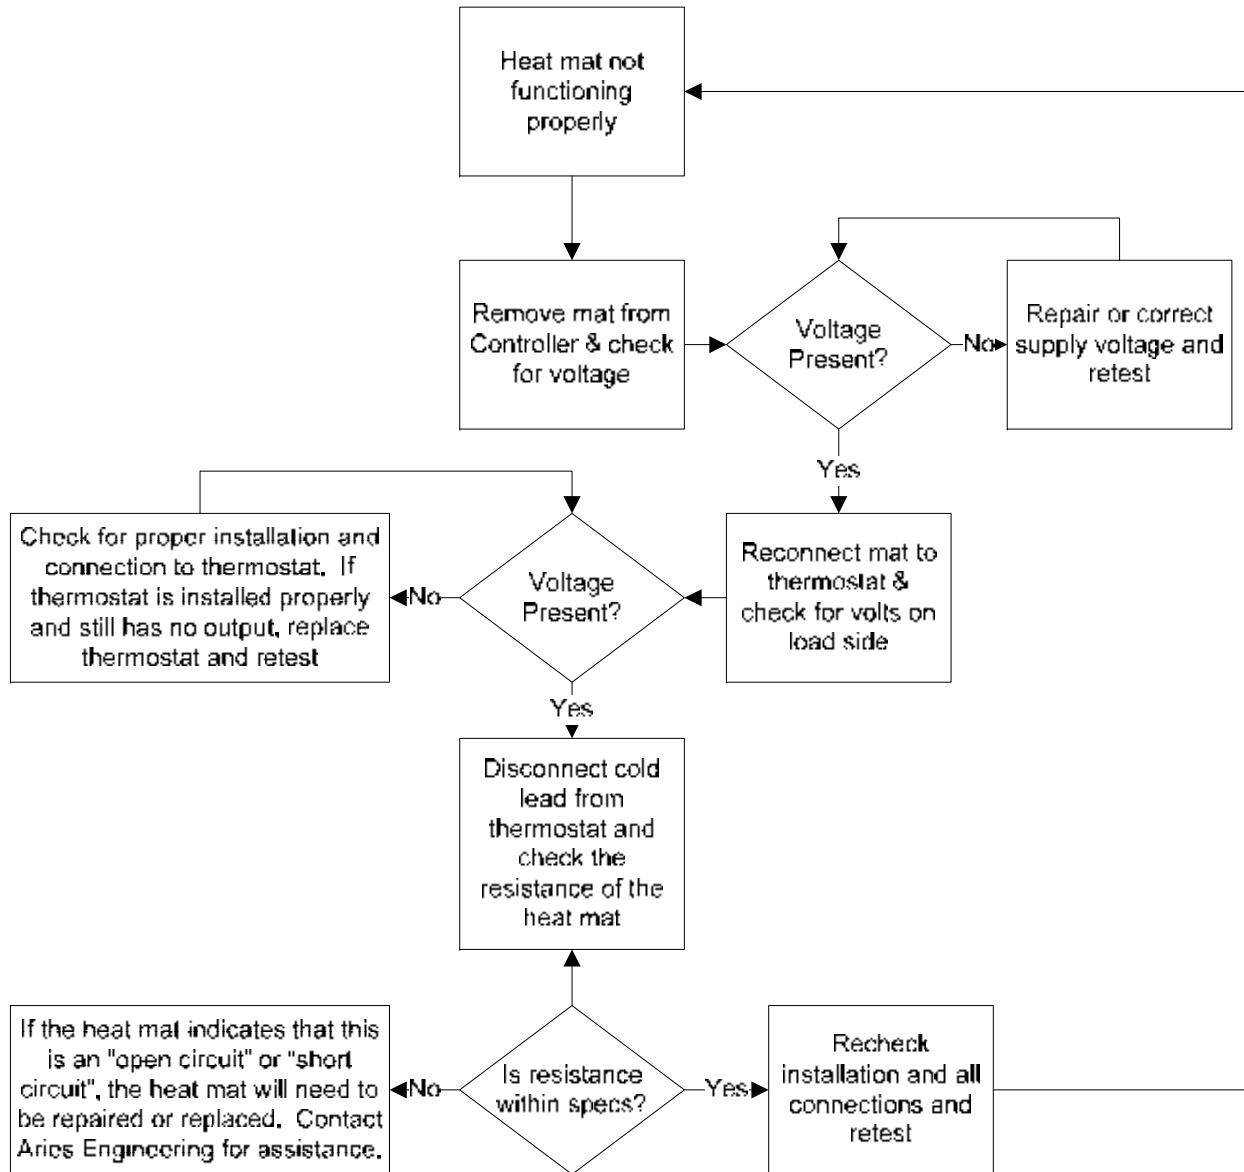 Heat mat not
functioning
properly
Remove mat from
Controller & check
for voltage
Voltage
Present?
No
Repair or correct
supply voltage and
retest
Yes
Reconnect mat to
thermostat &
check for volts on
load side
Voltage
Present?
No
Check for proper installation and
connection to thermostat. If
thermostat is installed properly
and still has no output, replace
thermostat and retest
Yes
Disconnect cold
lead from
thermostat and
check the
resistance of the
heat mat
Is resistance
within specs?
No
If the heat mat indicates that this
is an "open circuit" or "short
circuit", the heat mat will need to
be repaired or replaced. Contact
Aries Engineering for assistance.
Yes
Recheck
installation and all
connections and
retest